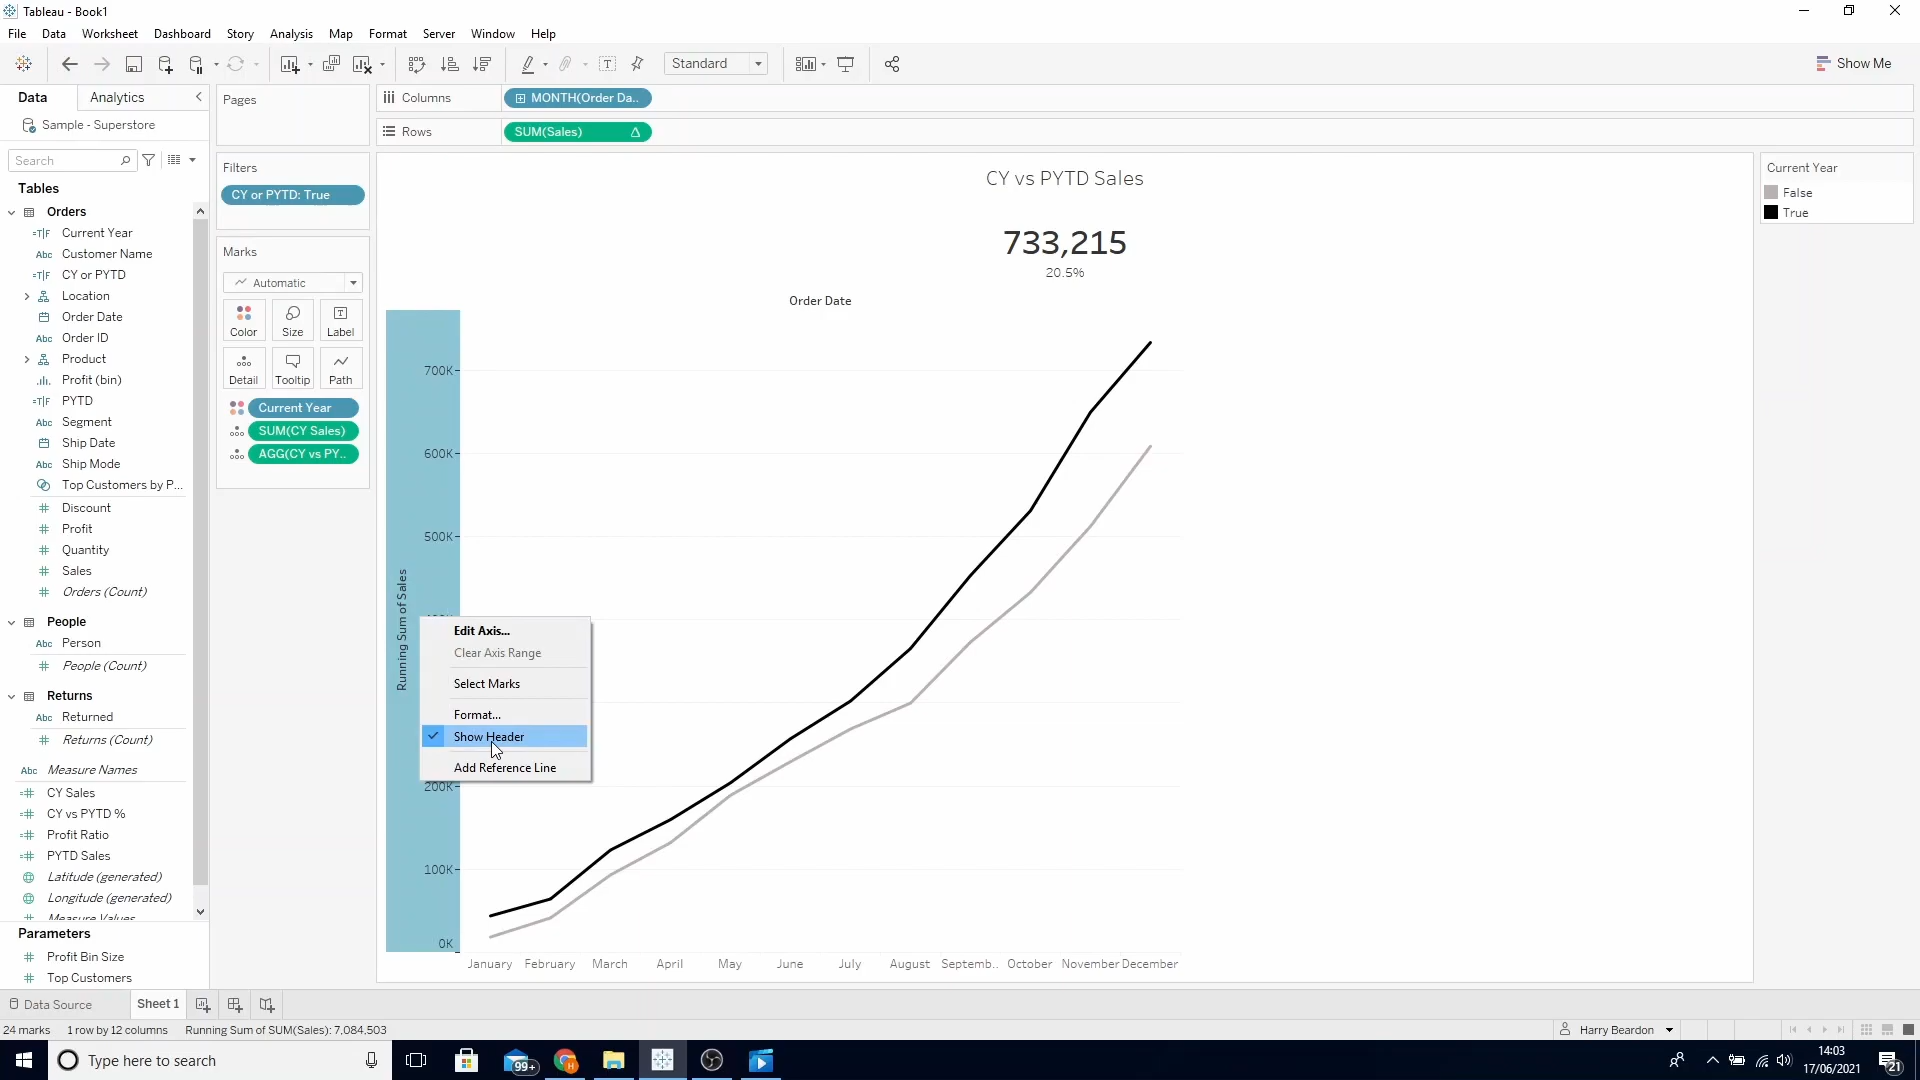 Tableau - Book1
File Data Worksheet Dashboard Story Analysis Map Format Server Window Help
Standard
Show Me
Data Analytics
Sample - Superstore
Search
Tables
Orders
Current Year
Customer Name
CY or PYTD
Location
Order Date
Order ID
Product
Profit (bin)
PYTD
Segment
Ship Date
Ship Mode
Top Customers by P...
Discount
Profit
Quantity
Sales
Orders (Count)
People
Person
People (Count)
Returns
Returned
Returns (Count)
Measure Names
CY Sales
CY vs PYTD %
Profit Ratio
PYTD Sales
Latitude (generated)
Longitude (generated)
Measure Values
Parameters
Profit Bin Size
Top Customers
Pages
Filters
CY or PYTD: True
Marks
Automatic
Color Size Label
Detail Tooltip Path
Current Year
SUM(CY Sales)
AGG(CY vs PY..
Columns MONTH(Order Da..
Rows SUM(Sales)
CY vs PYTD Sales
733,215
20.5%
Order Date
Running Sum of Sales
700K
600K
500K
200K
100K
0K
Edit Axis...
Clear Axis Range
Select Marks
Format...
Show Header
Add Reference Line
January February March April May June July August Septemb.. October November December
Current Year
False
True
Data Source Sheet 1
24 marks 1 row by 12 columns Running Sum of SUM(Sales): 7,084,503
Harry Beardon
Type here to search
99+
14:03
17/06/2021
21